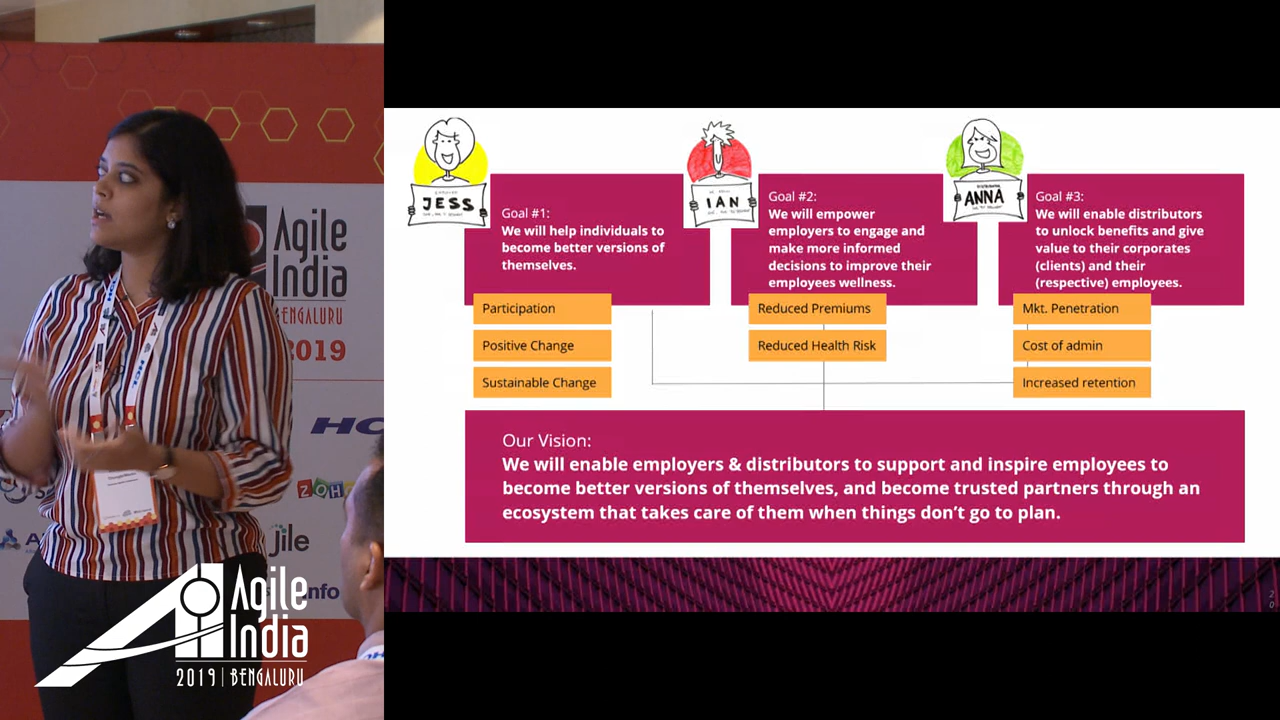 Agile
India
BENGALURU
2019
HC
ZOHO
jile
nfo
Agile
India
2019 | BENGALURU
JESS
Goal #1:
We will help individuals to
become better versions of
themselves.
Participation
Positive Change
Sustainable Change
IAN
Goal #2:
We will empower
employers to engage and
make more informed
decisions to improve their
employees wellness.
Reduced Premiums
Reduced Health Risk
ANNA
Goal #3:
We will enable distributors
to unlock benefits and give
value to their corporates
(clients) and their
(respective) employees.
Mkt. Penetration
Cost of admin
Increased retention
Our Vision:
We will enable employers & distributors to support and inspire employees to
become better versions of themselves, and become trusted partners through an
ecosystem that takes care of them when things don’t go to plan.
20